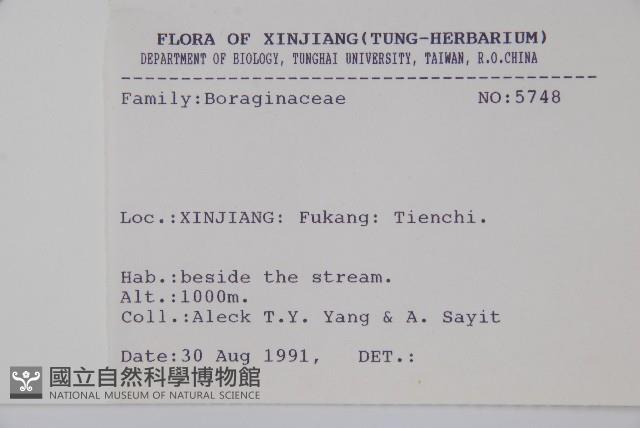 FLORA OF XINJIANG(TUNG-HERBARIUM)
DEPARTMENT OF BIOLOGY, TUNGHAI UNIVERSITY, TAIWAN, R.O.CHINA
Family:Boraginaceae NO:5748
Loc.:XINJIANG: Fukang: Tienchi.
Hab.:beside the stream.
Alt.:1000m.
Coll.:Aleck T.Y. Yang & A. Sayit
Date:30 Aug 1991, DET.:
國立自然科學博物館
NATIONAL MUSEUM OF NATURAL SCIENCE